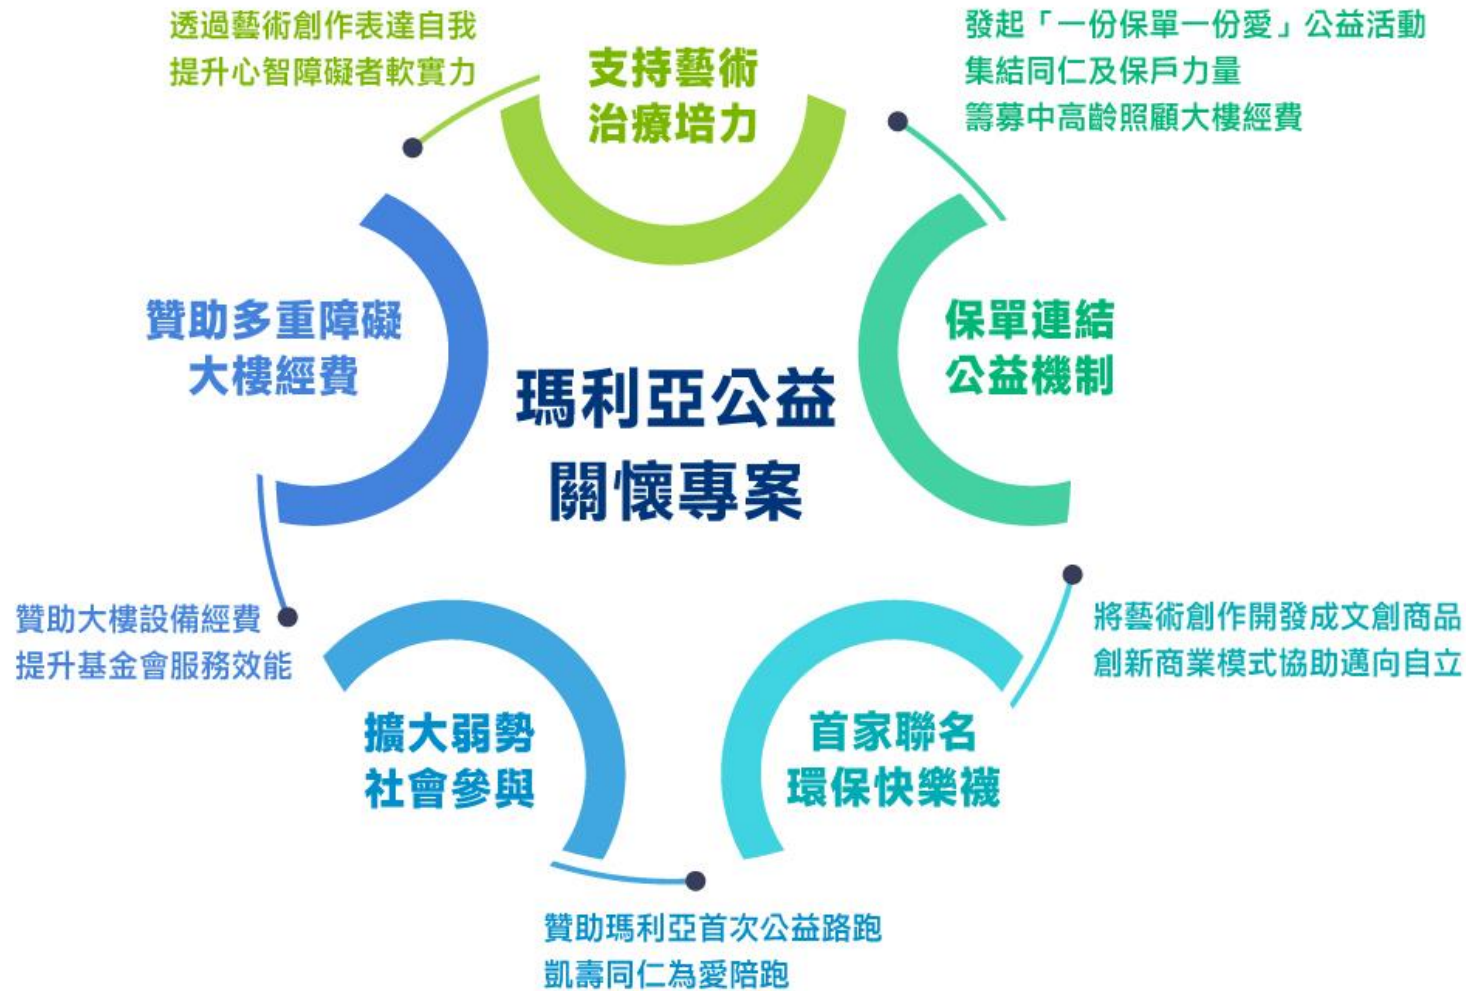 透過藝術創作表達自我
提升心智障礙者軟實力
支持藝術
治療培力
發起「一份保單一份愛」公益活動
集結同仁及保戶力量
籌募中高齡照顧大樓經費
贊助多重障礙
大樓經費
瑪利亞公益
關懷專案
保單連結
公益機制
贊助大樓設備經費
提升基金會服務效能
擴大弱勢
社會參與
首家聯名
環保快樂襪
將藝術創作開發成文創商品
創新商業模式協助邁向自立
贊助瑪利亞首次公益路跑
凱壽同仁為愛陪跑